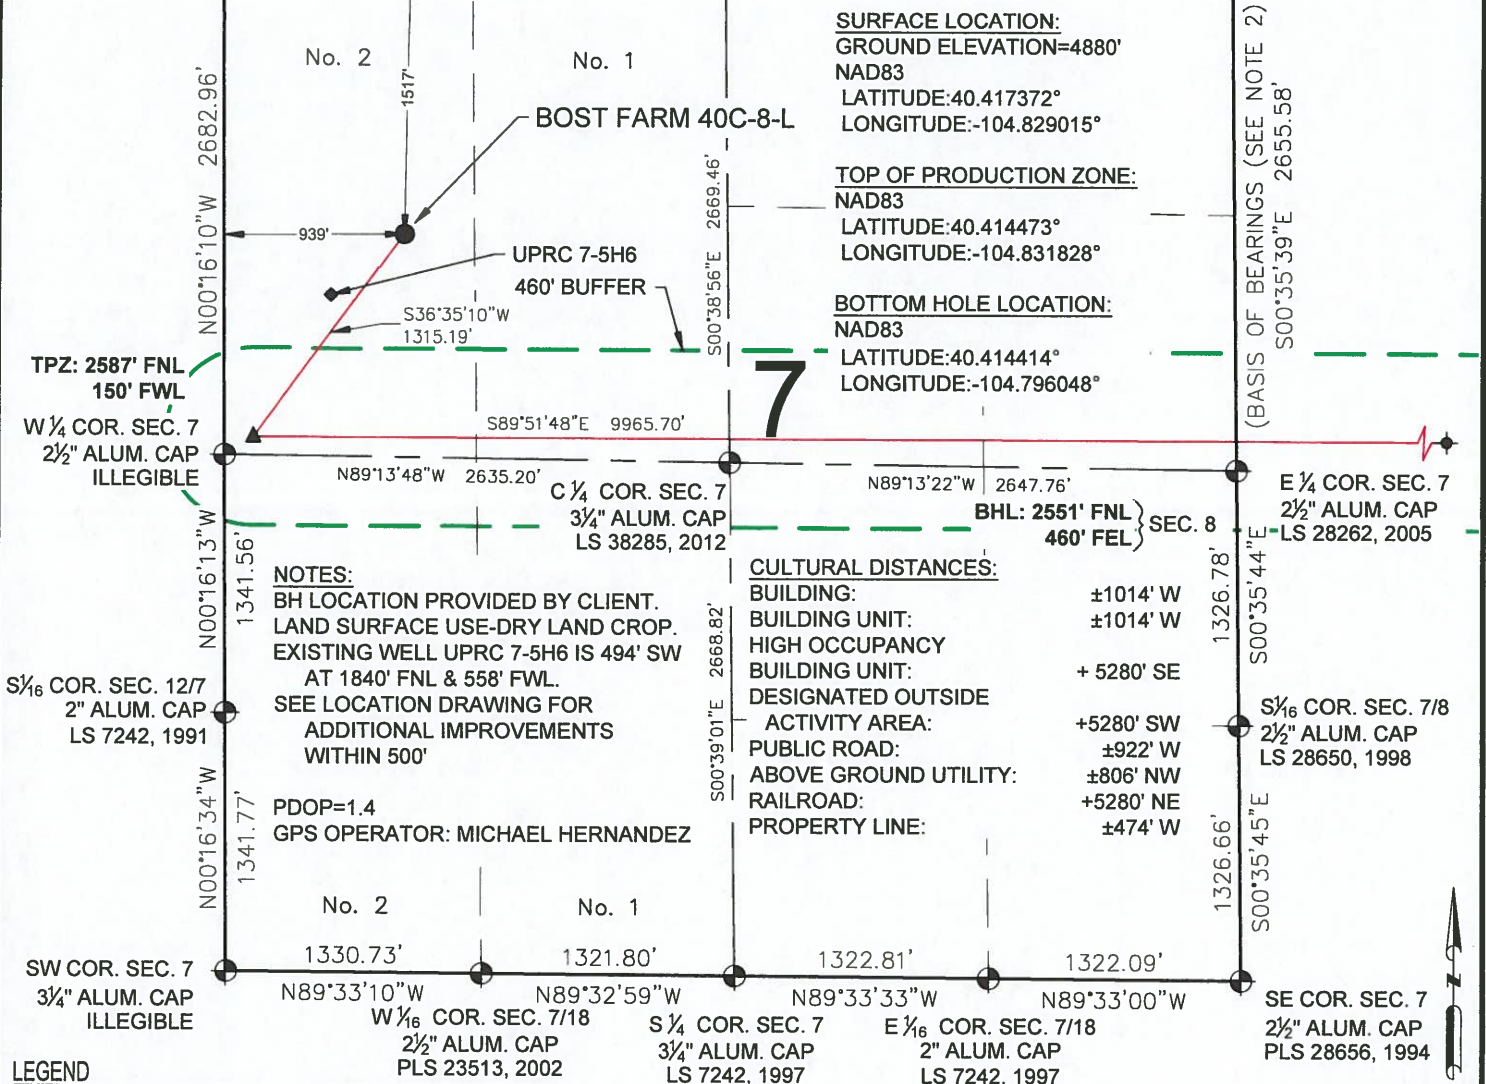 SURFACE LOCATION:
GROUND ELEVATION=4880'
NAD83
LATITUDE:40.417372°
LONGITUDE:-104.829015°
TOP OF PRODUCTION ZONE:
NAD83
LATITUDE:40.414473°
LONGITUDE:-104.831828°
BOTTOM HOLE LOCATION:
NAD83
LATITUDE:40.414414°
LONGITUDE:-104.796048°
No. 2
No. 1
1517'
BOST FARM 40C-8-L
939'
UPRC 7-5H6
460' BUFFER
S36°35'10"W
1315.19'
N00°16'10"W 2682.96'
S00°38'56"E 2669.46'
(BASIS OF BEARINGS (SEE NOTE 2)
S00°35'39"E 2655.58'
TPZ: 2587' FNL
150' FWL
W ¼ COR. SEC. 7
2½" ALUM. CAP
ILLEGIBLE
S89°51'48"E 9965.70'
7
N89°13'48"W 2635.20'
N89°13'22"W 2647.76'
C ¼ COR. SEC. 7
3¼" ALUM. CAP
LS 38285, 2012
BHL: 2551' FNL
460' FEL
SEC. 8
E ¼ COR. SEC. 7
2½" ALUM. CAP
LS 28262, 2005
N00°16'13"W
1341.56'
NOTES:
BH LOCATION PROVIDED BY CLIENT.
LAND SURFACE USE-DRY LAND CROP.
EXISTING WELL UPRC 7-5H6 IS 494' SW
AT 1840' FNL & 558' FWL.
SEE LOCATION DRAWING FOR
ADDITIONAL IMPROVEMENTS
WITHIN 500'
PDOP=1.4
GPS OPERATOR: MICHAEL HERNANDEZ
S00°39'01"E 2668.82'
CULTURAL DISTANCES:
BUILDING: ±1014' W
BUILDING UNIT: ±1014' W
HIGH OCCUPANCY
BUILDING UNIT: + 5280' SE
DESIGNATED OUTSIDE
ACTIVITY AREA: +5280' SW
PUBLIC ROAD: ±922' W
ABOVE GROUND UTILITY: ±806' NW
RAILROAD: +5280' NE
PROPERTY LINE: ±474' W
1326.78'
S00°35'44"E
S1/16 COR. SEC. 12/7
2" ALUM. CAP
LS 7242, 1991
S1/16 COR. SEC. 7/8
2½" ALUM. CAP
LS 28650, 1998
N00°16'34"W
1341.77'
1326.66'
S00°35'45"E
No. 2
No. 1
1330.73'
1321.80'
1322.81'
1322.09'
N89°33'10"W
N89°32'59"W
N89°33'33"W
N89°33'00"W
SW COR. SEC. 7
3¼" ALUM. CAP
ILLEGIBLE
W 1/16 COR. SEC. 7/18
2½" ALUM. CAP
PLS 23513, 2002
S ¼ COR. SEC. 7
3¼" ALUM. CAP
LS 7242, 1997
E 1/16 COR. SEC. 7/18
2" ALUM. CAP
LS 7242, 1997
SE COR. SEC. 7
2½" ALUM. CAP
PLS 28656, 1994
N
LEGEND